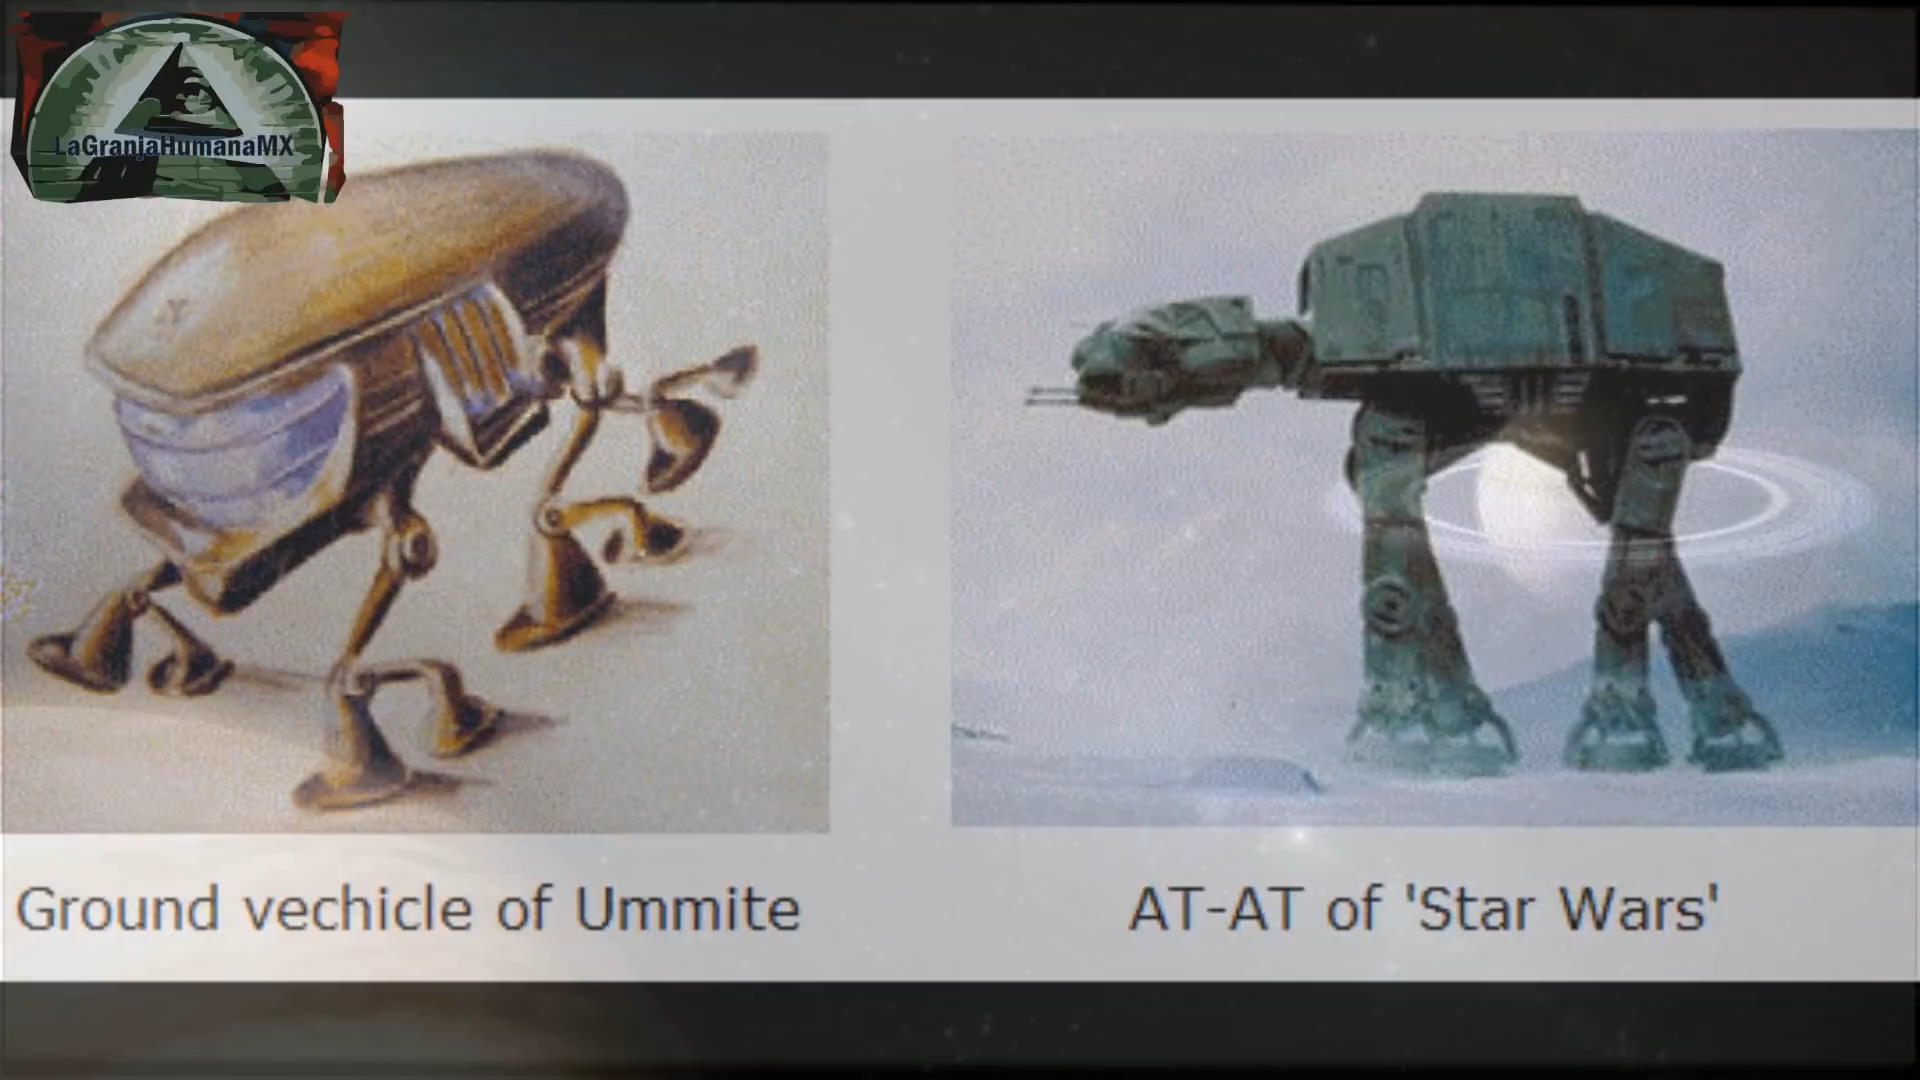 LaGranjaHumanaMX
Ground vechicle of Ummite
AT-AT of 'Star Wars'